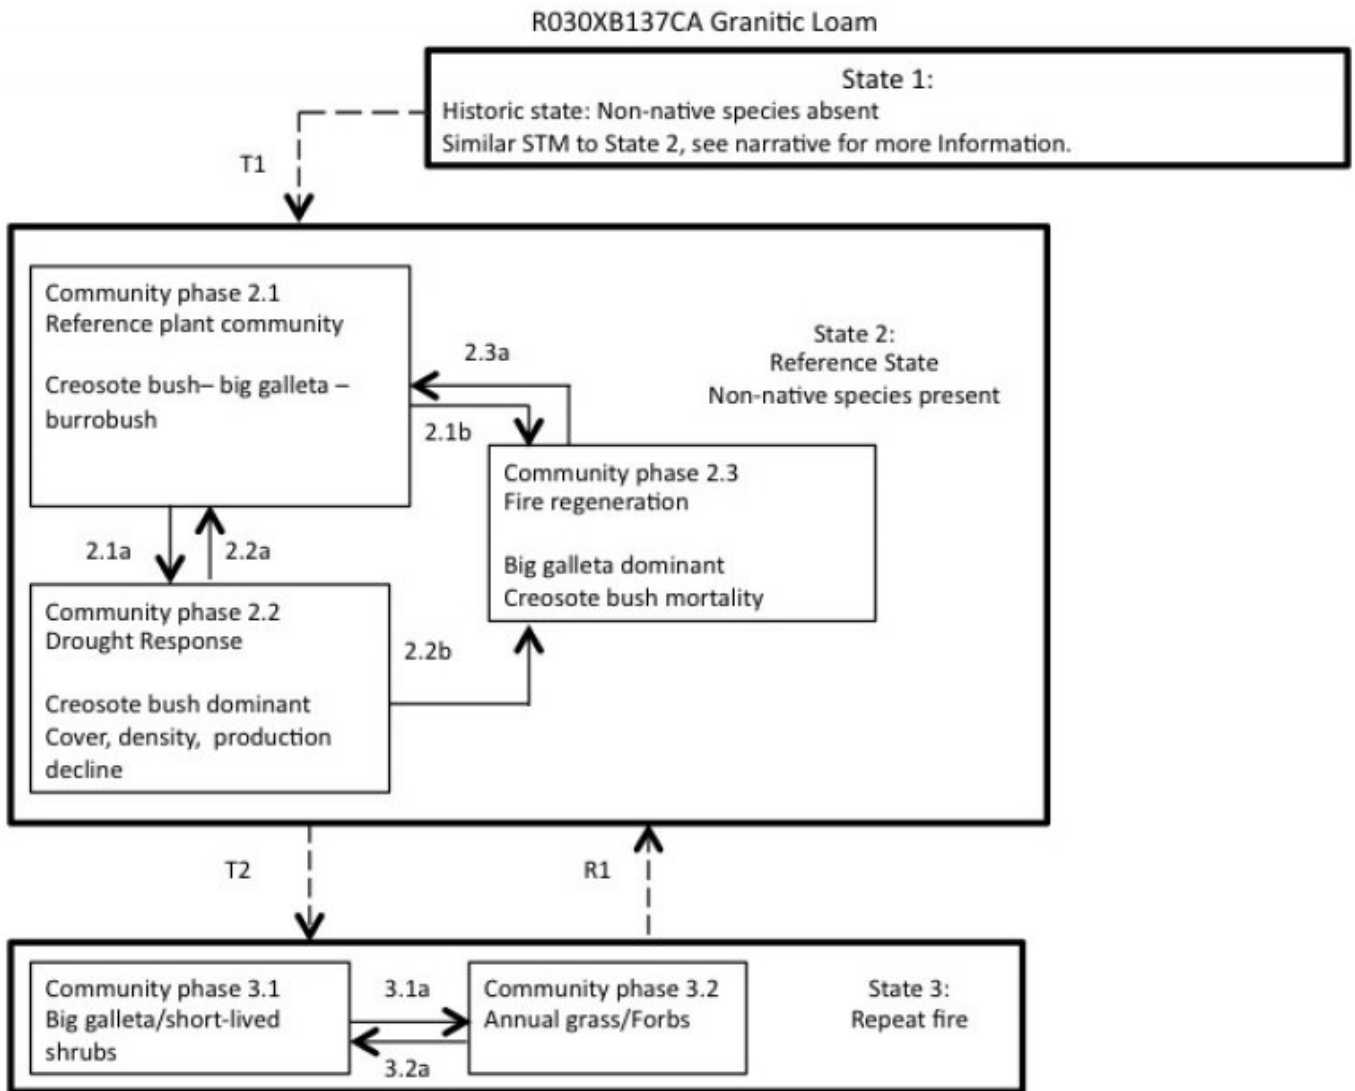 R030XB137CA Granitic Loam
State 1:
Historic state: Non-native species absent
Similar STM to State 2, see narrative for more Information.
T1
Community phase 2.1
Reference plant community
Creosote bush– big galleta –
burrobush
2.3a
2.1b
State 2:
Reference State
Non-native species present
Community phase 2.3
Fire regeneration
Big galleta dominant
Creosote bush mortality
2.1a
2.2a
Community phase 2.2
Drought Response
Creosote bush dominant
Cover, density, production
decline
2.2b
T2
R1
Community phase 3.1
Big galleta/short-lived
shrubs
3.1a
3.2a
Community phase 3.2
Annual grass/Forbs
State 3:
Repeat fire